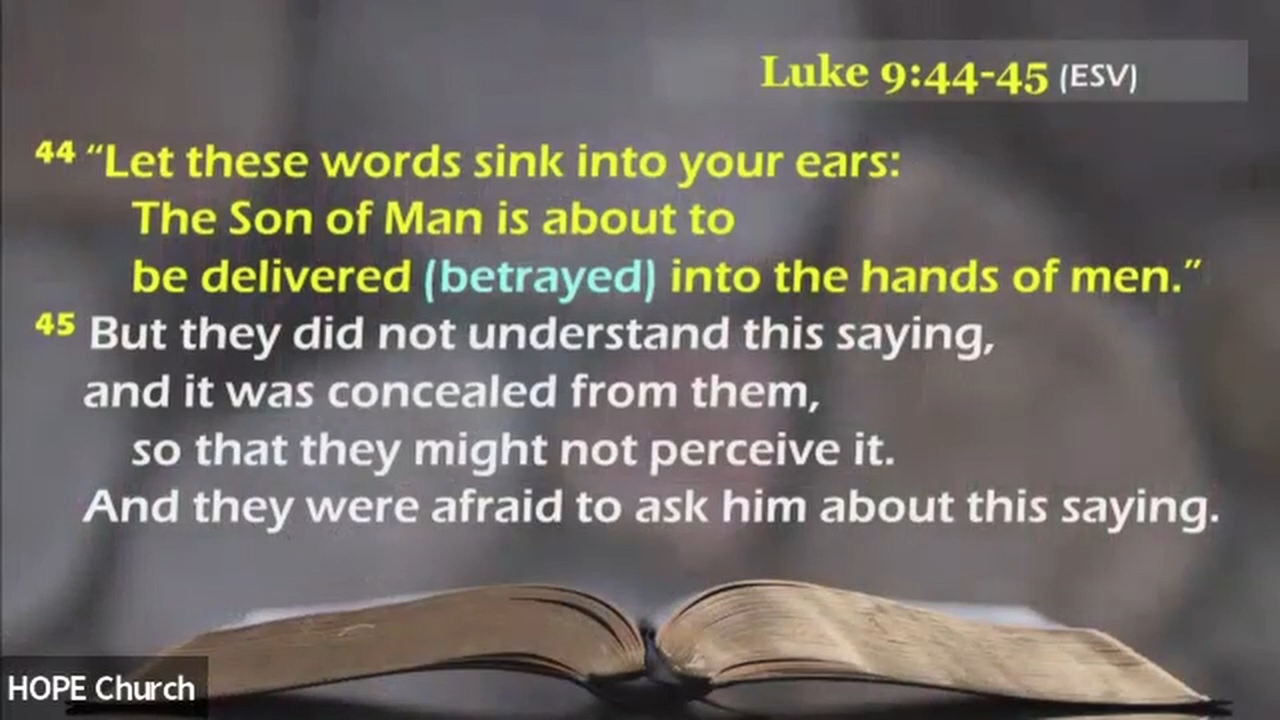 Luke 9:44-45 (ESV)
44 “Let these words sink into your ears:
The Son of Man is about to
be delivered (betrayed) into the hands of men.”
45 But they did not understand this saying,
and it was concealed from them,
so that they might not perceive it.
And they were afraid to ask him about this saying.
HOPE Church